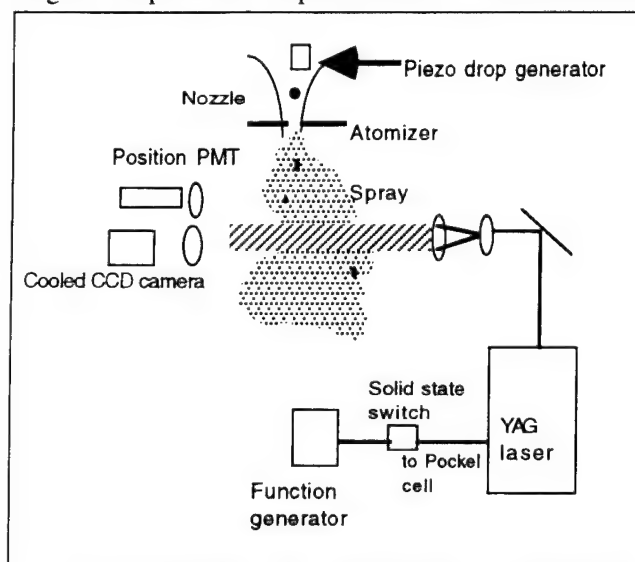 Piezo drop generator
Nozzle
Atomizer
Position PMT
Spray
Cooled CCD camera
Solid state
switch
YAG
laser
to Pockel
cell
Function
generator